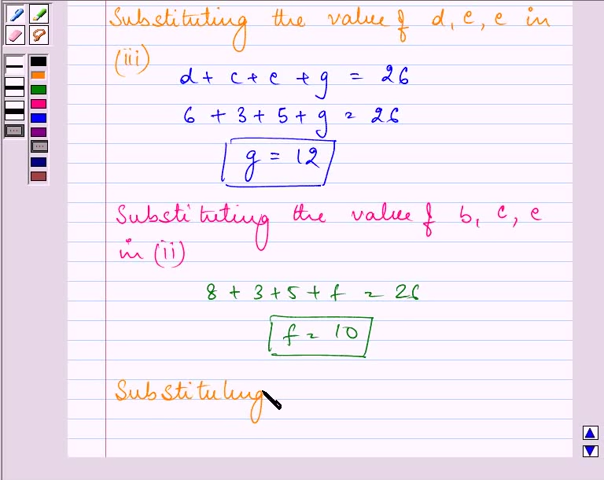 Substituting the value of d, c, e in
(iii)
d + c + e + g = 26
6 + 3 + 5 + g = 26
g = 12
Substituting the value of b, c, e
in (ii)
8 + 3 + 5 + f = 26
f = 10
Substituting